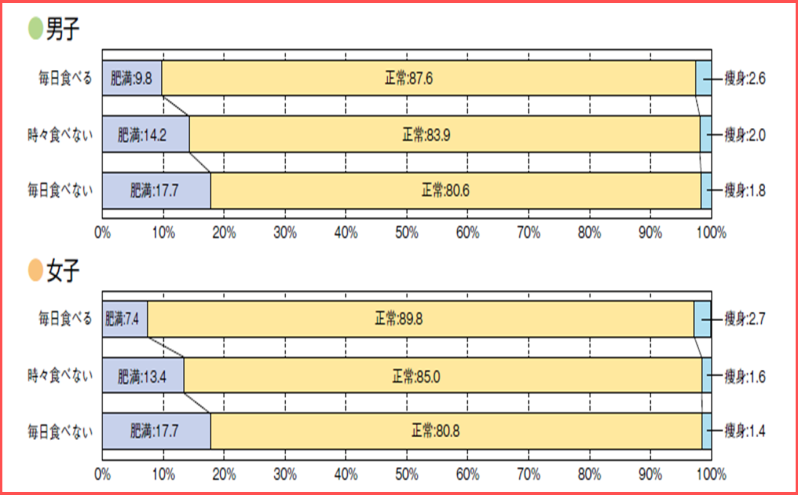 男子
毎日食べる 肥満:9.8 正常:87.6 痩身:2.6
時々食べない 肥満:14.2 正常:83.9 痩身:2.0
毎日食べない 肥満:17.7 正常:80.6 痩身:1.8
0% 10% 20% 30% 40% 50% 60% 70% 80% 90% 100%
女子
毎日食べる 肥満:7.4 正常:89.8 痩身:2.7
時々食べない 肥満:13.4 正常:85.0 痩身:1.6
毎日食べない 肥満:17.7 正常:80.8 痩身:1.4
0% 10% 20% 30% 40% 50% 60% 70% 80% 90% 100%